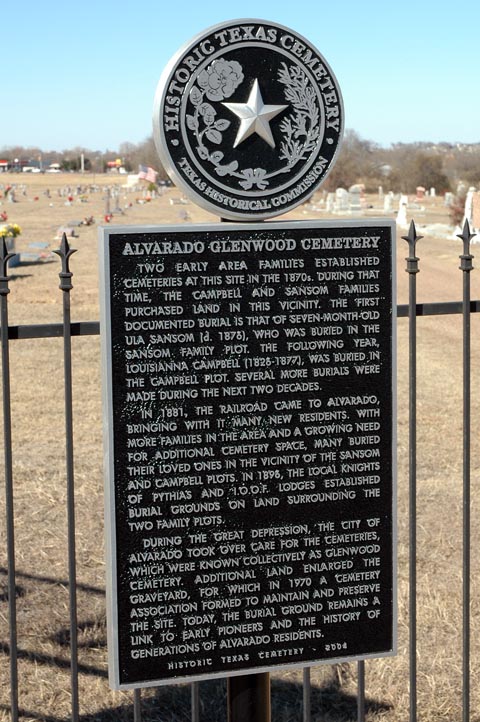 HISTORIC TEXAS CEMETERY
TEXAS HISTORICAL COMMISSION
ALVARADO GLENWOOD CEMETERY
TWO EARLY AREA FAMILIES ESTABLISHED
CEMETERIES AT THIS SITE IN THE 1870s. DURING THAT
TIME, THE CAMPBELL AND SANSOM FAMILIES
PURCHASED LAND IN THIS VICINITY. THE FIRST
DOCUMENTED BURIAL IS THAT OF SEVEN-MONTH-OLD
ULA SANSOM (d. 1876), WHO WAS BURIED IN THE
SANSOM FAMILY PLOT. THE FOLLOWING YEAR,
LOUISIANNA CAMPBELL (1828-1877), WAS BURIED IN
THE CAMPBELL PLOT. SEVERAL MORE BURIALS WERE
MADE DURING THE NEXT TWO DECADES.
IN 1881, THE RAILROAD CAME TO ALVARADO,
BRINGING WITH IT MANY NEW RESIDENTS. WITH
MORE FAMILIES IN THE AREA AND A GROWING NEED
FOR ADDITIONAL CEMETERY SPACE, MANY BURIED
THEIR LOVED ONES IN THE VICINITY OF THE SANSOM
AND CAMPBELL PLOTS. IN 1898, THE LOCAL KNIGHTS
OF PYTHIAS AND I.O.O.F. LODGES ESTABLISHED
BURIAL GROUNDS ON LAND SURROUNDING THE
TWO FAMILY PLOTS.
DURING THE GREAT DEPRESSION, THE CITY OF
ALVARADO TOOK OVER CARE FOR THE CEMETERIES,
WHICH WERE KNOWN COLLECTIVELY AS GLENWOOD
CEMETERY. ADDITIONAL LAND ENLARGED THE
GRAVEYARD, FOR WHICH IN 1970 A CEMETERY
ASSOCIATION FORMED TO MAINTAIN AND PRESERVE
THE SITE. TODAY, THE BURIAL GROUND REMAINS A
LINK TO EARLY PIONEERS AND THE HISTORY OF
GENERATIONS OF ALVARADO RESIDENTS.
HISTORIC TEXAS CEMETERY - 2004